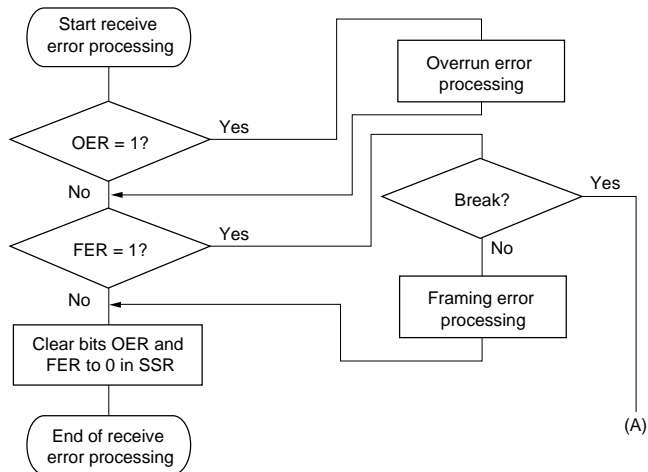 Start receive
error processing
Overrun error
processing
OER = 1?
Yes
No
Break?
Yes
FER = 1?
Yes
No
No
Framing error
processing
Clear bits OER and
FER to 0 in SSR
End of receive
error processing
(A)